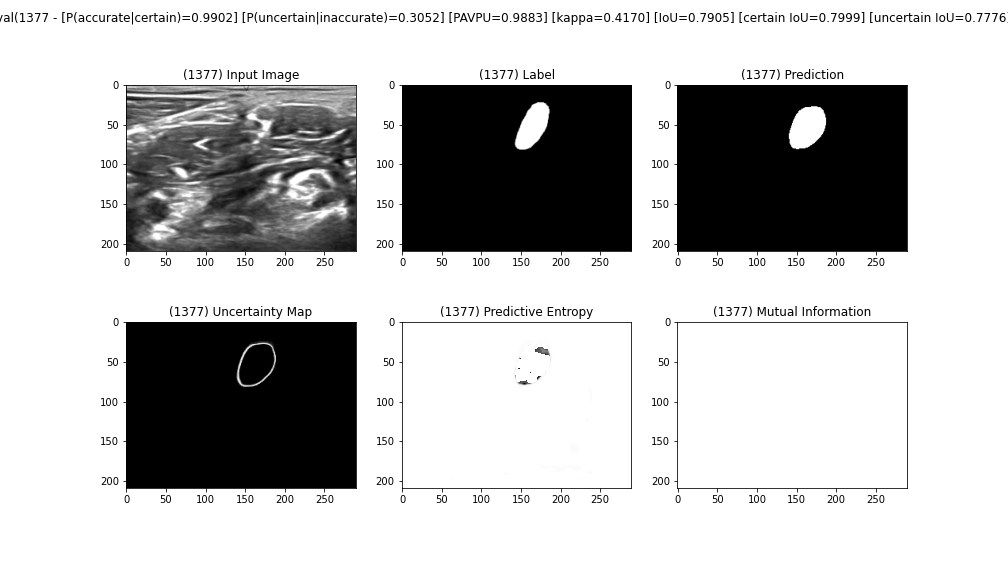 val(1377 - [P(accurate|certain)=0.9902] [P(uncertain|inaccurate)=0.3052] [PAVPU=0.9883] [kappa=0.4170] [IoU=0.7905] [certain IoU=0.7999] [uncertain IoU=0.7776]
(1377) Input Image
(1377) Label
(1377) Prediction
0
50
100
150
200
0 50 100 150 200 250
0
50
100
150
200
0 50 100 150 200 250
0
50
100
150
200
0 50 100 150 200 250
(1377) Uncertainty Map
(1377) Predictive Entropy
(1377) Mutual Information
0
50
100
150
200
0 50 100 150 200 250
0
50
100
150
200
0 50 100 150 200 250
0
50
100
150
200
0 50 100 150 200 250